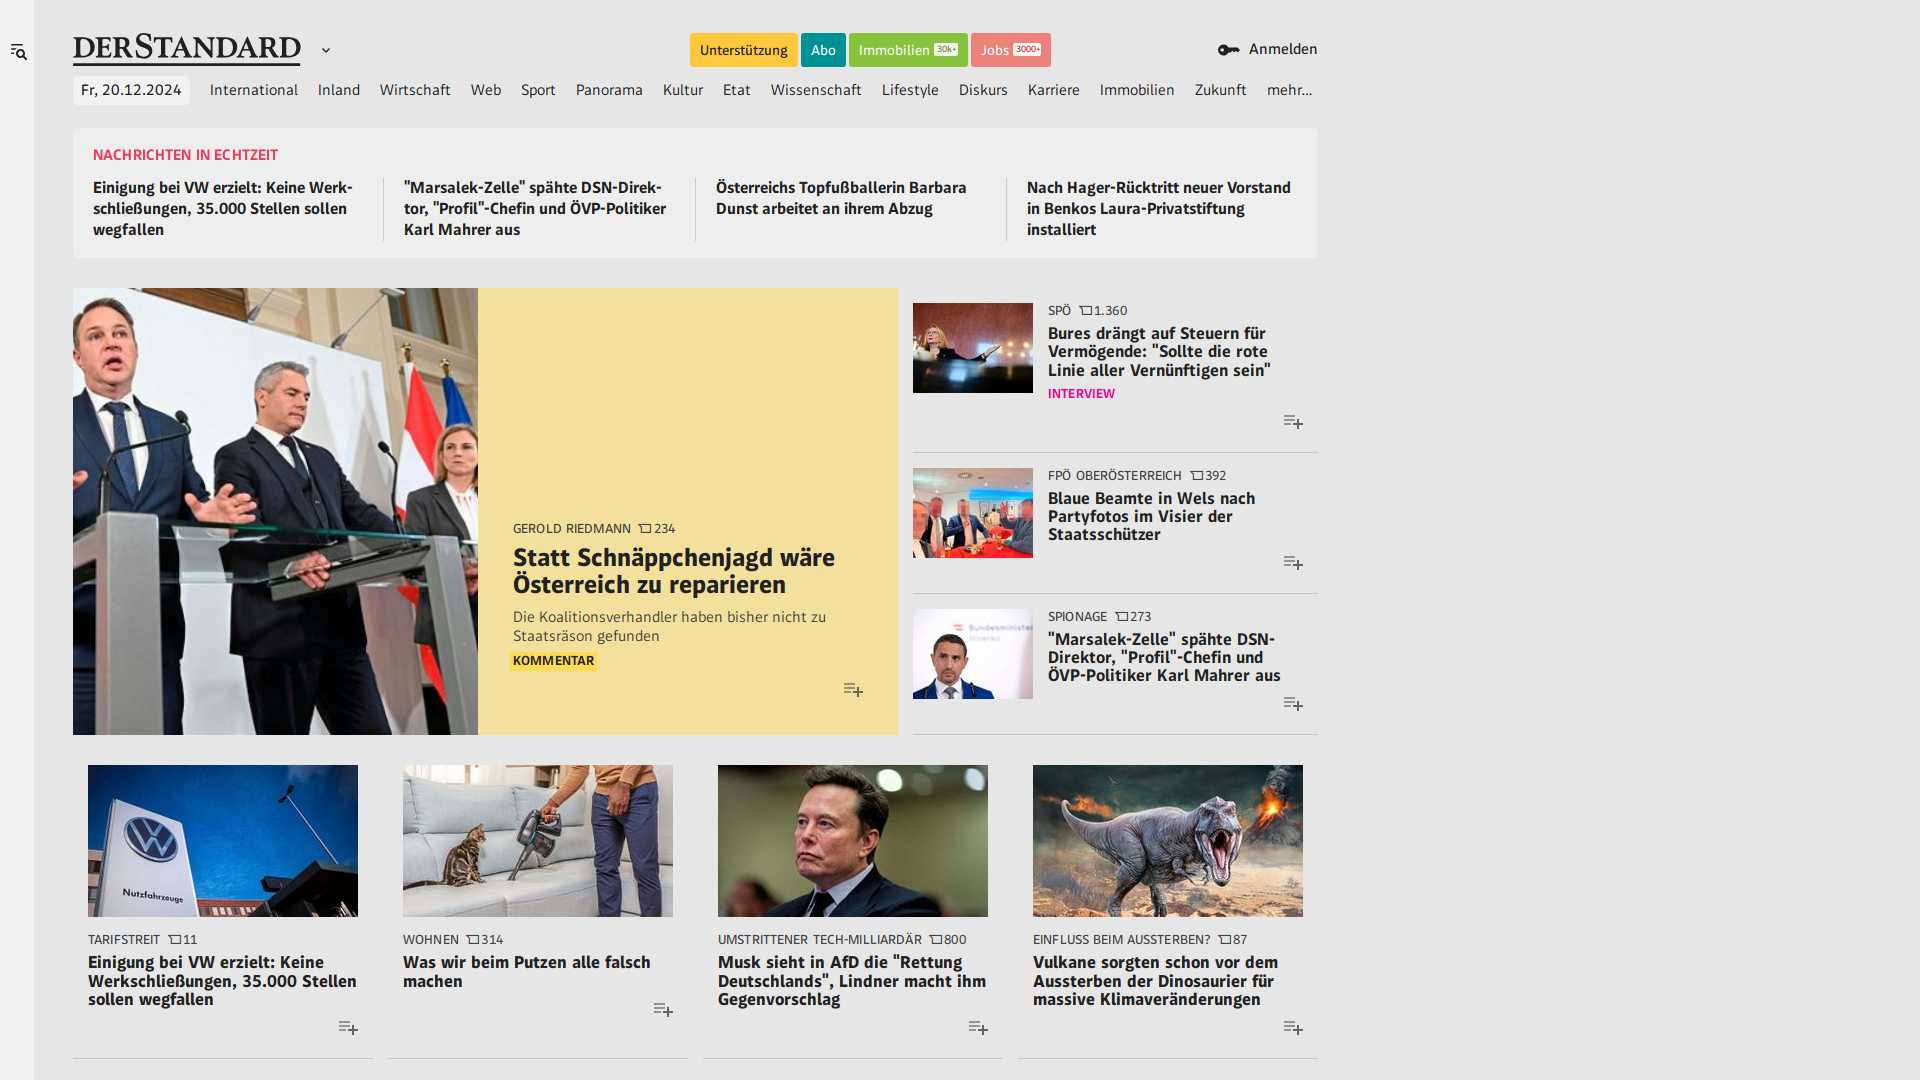 DERSTANDARD
Unterstützung
Abo
Immobilien 30k+
Jobs 3000+
Anmelden
Fr, 20.12.2024 International Inland Wirtschaft Web Sport Panorama Kultur Etat Wissenschaft Lifestyle Diskurs Karriere Immobilien Zukunft mehr...
NACHRICHTEN IN ECHTZEIT
Einigung bei VW erzielt: Keine Werk-
schließungen, 35.000 Stellen sollen
wegfallen
"Marsalek-Zelle" spähte DSN-Direk-
tor, "Profil"-Chefin und ÖVP-Politiker
Karl Mahrer aus
Österreichs Topfußballerin Barbara
Dunst arbeitet an ihrem Abzug
Nach Hager-Rücktritt neuer Vorstand
in Benkos Laura-Privatstiftung
installiert
GEROLD RIEDMANN 234
Statt Schnäppchenjagd wäre
Österreich zu reparieren
Die Koalitionsverhandler haben bisher nicht zu
Staatsräson gefunden
KOMMENTAR
SPÖ 1.360
Bures drängt auf Steuern für
Vermögende: "Sollte die rote
Linie aller Vernünftigen sein"
INTERVIEW
FPÖ OBERÖSTERREICH 392
Blaue Beamte in Wels nach
Partyfotos im Visier der
Staatsschützer
SPIONAGE 273
"Marsalek-Zelle" spähte DSN-
Direktor, "Profil"-Chefin und
ÖVP-Politiker Karl Mahrer aus
Nutzfahrzeuge
TARIFSTREIT 11
Einigung bei VW erzielt: Keine
Werkschließungen, 35.000 Stellen
sollen wegfallen
WOHNEN 314
Was wir beim Putzen alle falsch
machen
UMSTRITTENER TECH-MILLIARDÄR 800
Musk sieht in AfD die "Rettung
Deutschlands", Lindner macht ihm
Gegenvorschlag
EINFLUSS BEIM AUSSTERBEN? 87
Vulkane sorgten schon vor dem
Aussterben der Dinosaurier für
massive Klimaveränderungen